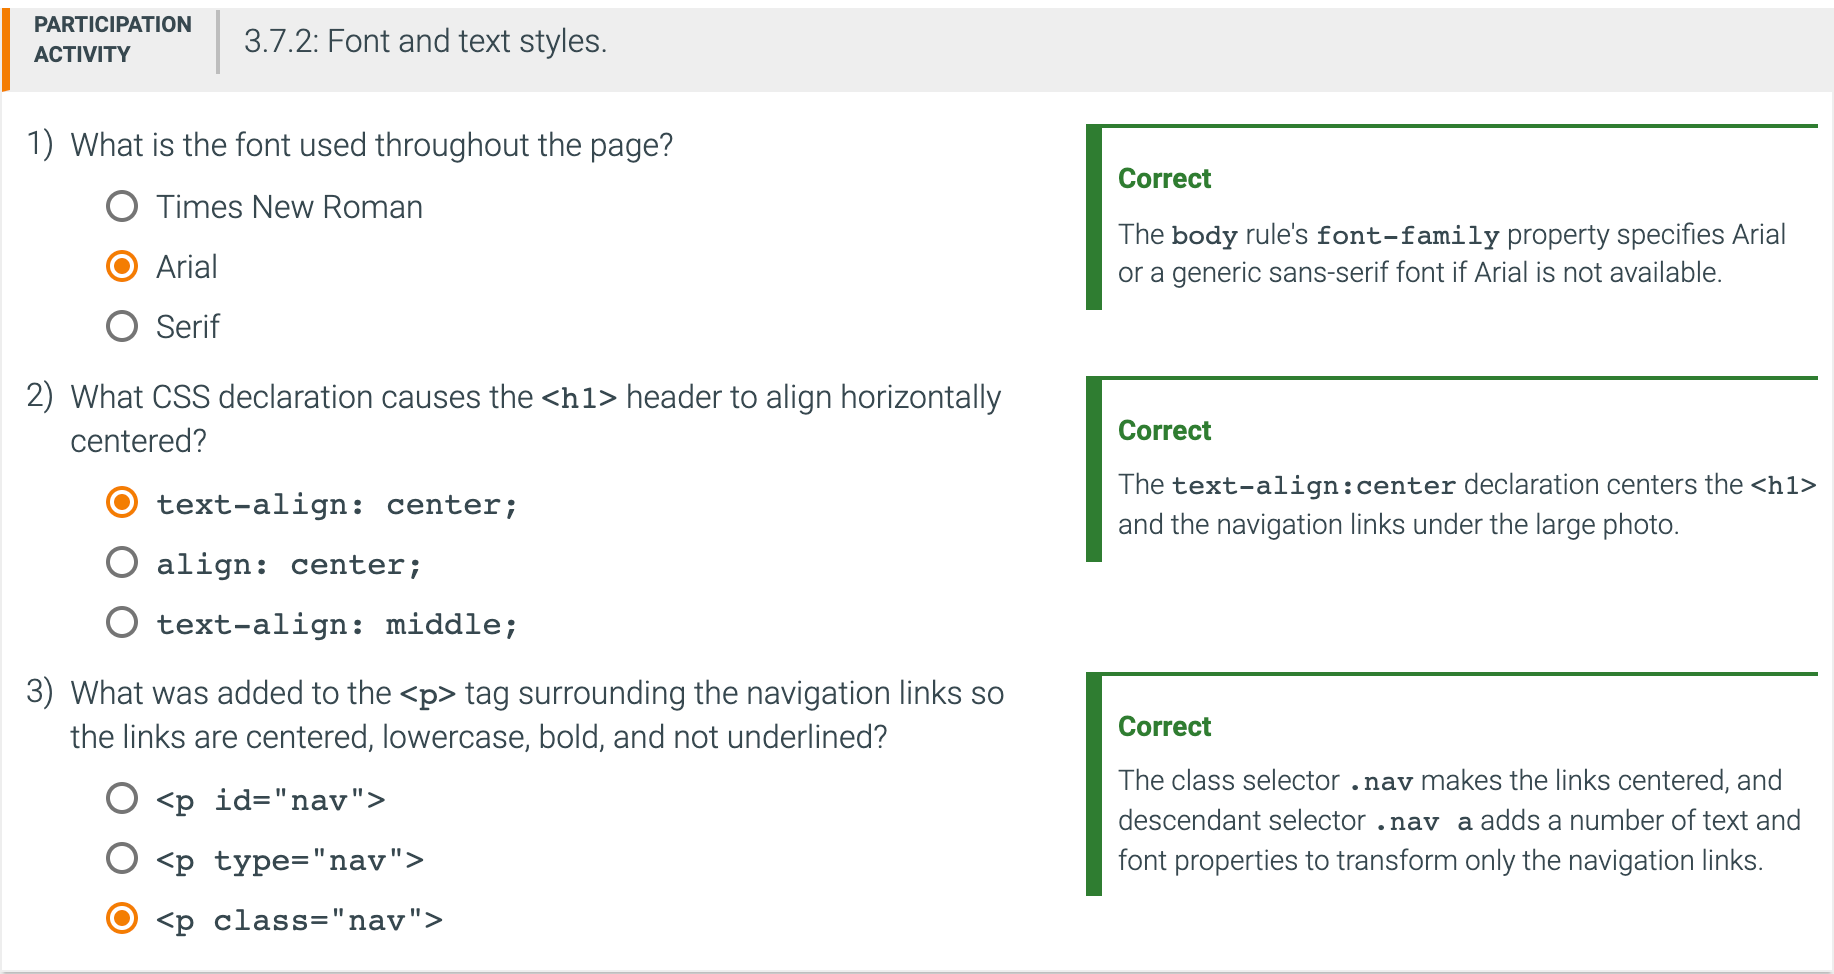 PARTICIPATION
ACTIVITY
3.7.2: Font and text styles.
1) What is the font used throughout the page?
Times New Roman
Arial
Serif
Correct
The body rule's font-family property specifies Arial
or a generic sans-serif font if Arial is not available.
2) What CSS declaration causes the <h1> header to align horizontally
centered?
text-align: center;
align: center;
text-align: middle;
Correct
The text-align:center declaration centers the <h1>
and the navigation links under the large photo.
3) What was added to the <p> tag surrounding the navigation links so
the links are centered, lowercase, bold, and not underlined?
<p id="nav">
<p type="nav">
<p class="nav">
Correct
The class selector .nav makes the links centered, and
descendant selector .nav a adds a number of text and
font properties to transform only the navigation links.